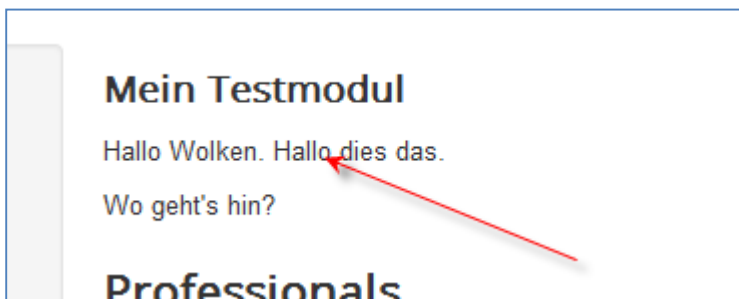 Mein Testmodul
Hallo Wolken. Hallo dies das.
Wo geht's hin?
Professionals